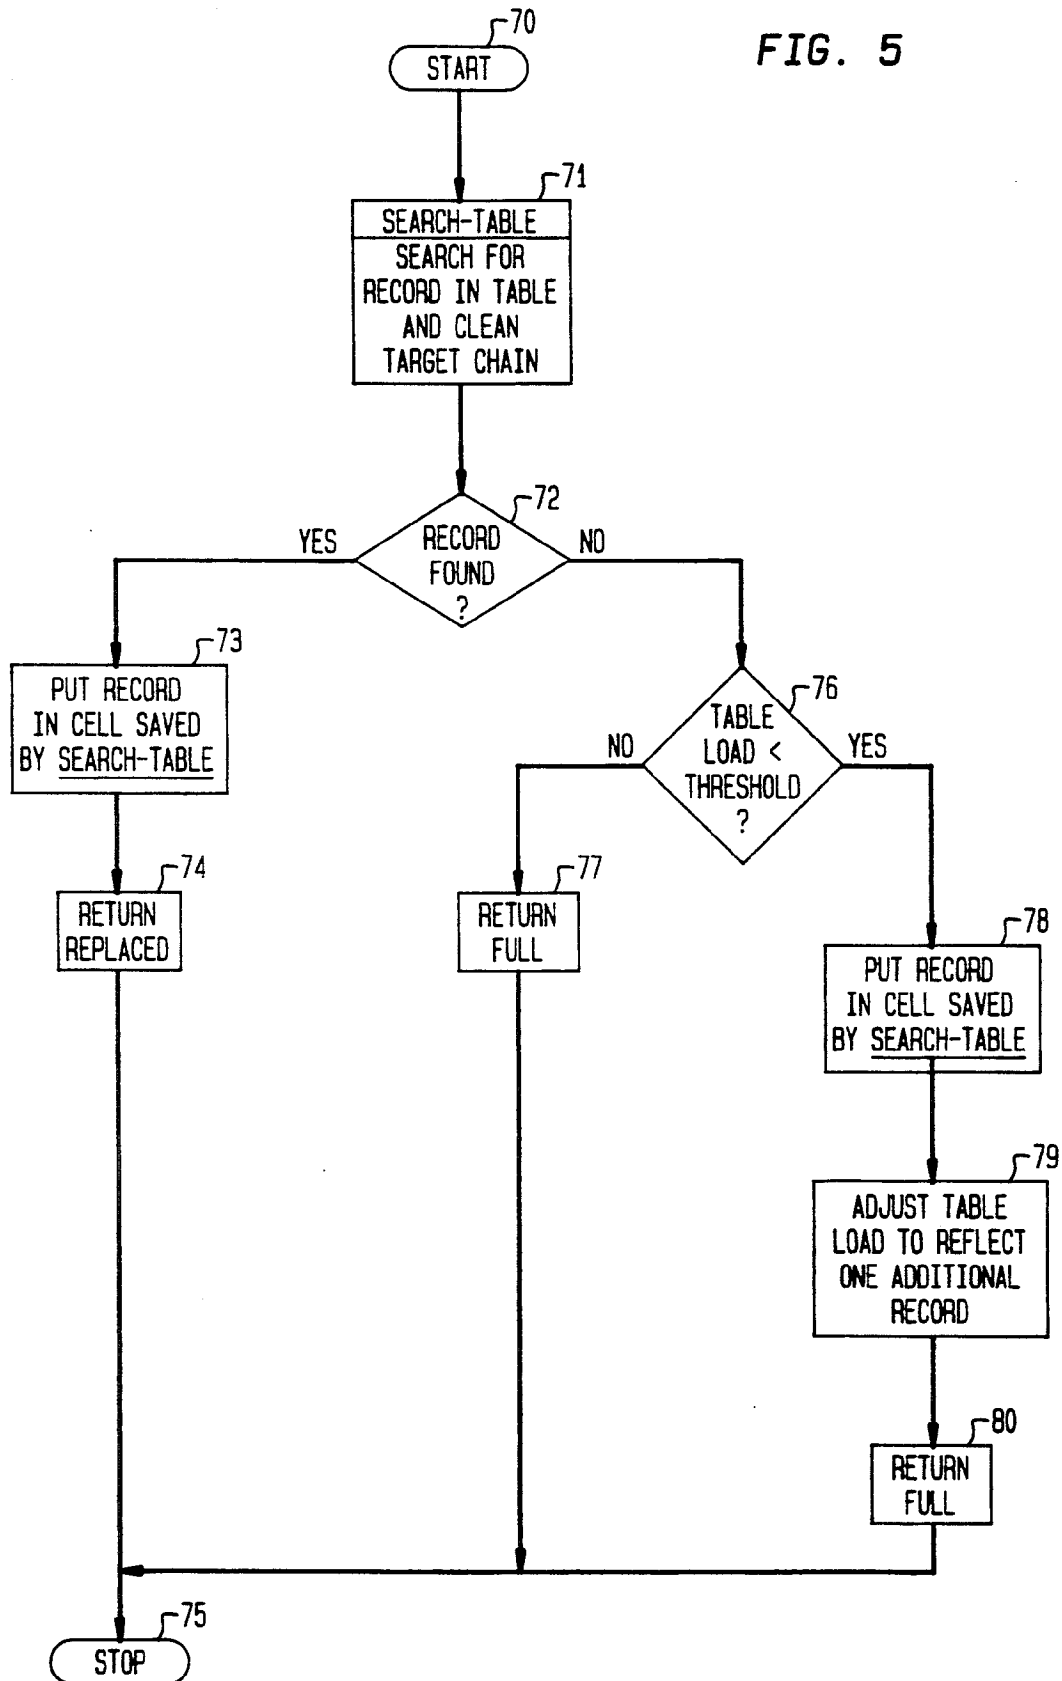 70
START
FIG. 5
71
SEARCH-TABLE
SEARCH FOR
RECORD IN TABLE
AND CLEAN
TARGET CHAIN
72
YES
RECORD
FOUND
?
NO
73
PUT RECORD
IN CELL SAVED
BY SEARCH-TABLE
74
RETURN
REPLACED
76
NO
TABLE
LOAD <
THRESHOLD
?
YES
77
RETURN
FULL
78
PUT RECORD
IN CELL SAVED
BY SEARCH-TABLE
79
ADJUST TABLE
LOAD TO REFLECT
ONE ADDITIONAL
RECORD
80
RETURN
FULL
75
STOP